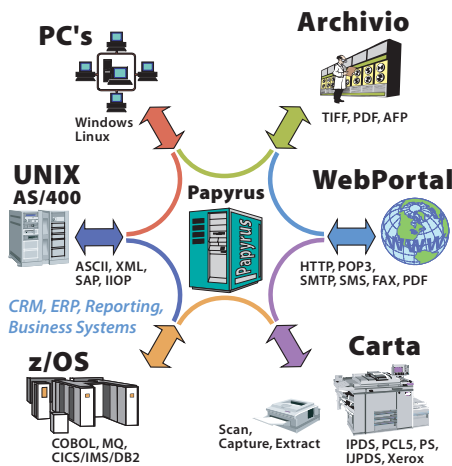 PC's
Archivio
Windows
Linux
TIFF, PDF, AFP
UNIX
AS/400
Papyrus
WebPortal
Papyrus
WWW
ASCII, XML,
SAP, IIOP
HTTP, POP3,
SMTP, SMS, FAX, PDF
CRM, ERP, Reporting,
Business Systems
z/OS
Carta
COBOL, MQ,
CICS/IMS/DB2
Scan,
Capture, Extract
IPDS, PCL5, PS,
IJPDS, Xerox